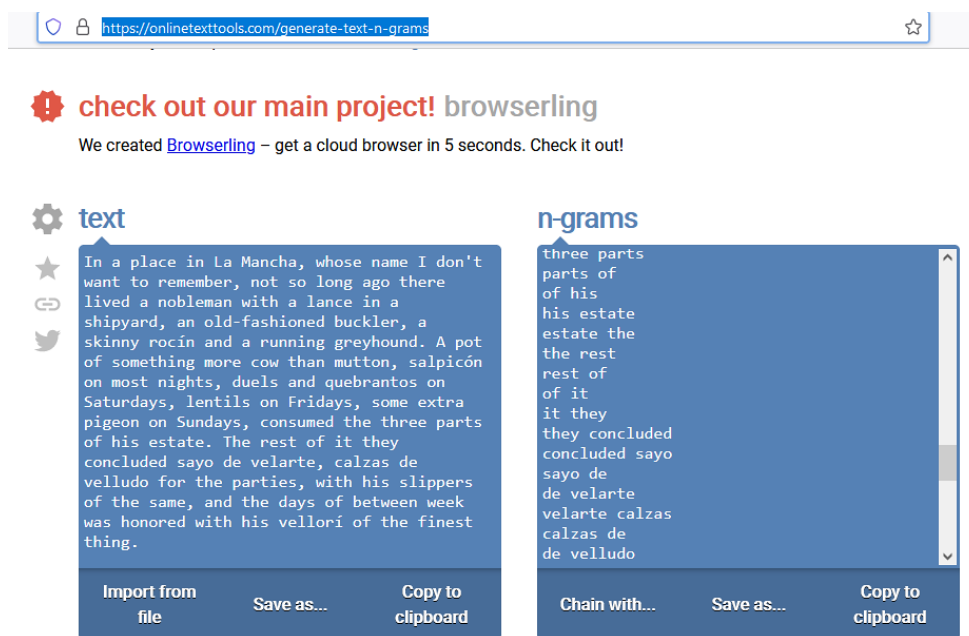 https://onlinetexttools.com/generate-text-n-grams
check out our main project! browserling
We created Browserling – get a cloud browser in 5 seconds. Check it out!
text
In a place in La Mancha, whose name I don't
want to remember, not so long ago there
lived a nobleman with a lance in a
shipyard, an old-fashioned buckler, a
skinny rocín and a running greyhound. A pot
of something more cow than mutton, salpicón
on most nights, duels and quebrantos on
Saturdays, lentils on Fridays, some extra
pigeon on Sundays, consumed the three parts
of his estate. The rest of it they
concluded sayo de velarte, calzas de
velludo for the parties, with his slippers
of the same, and the days of between week
was honored with his vellorí of the finest
thing.
Import from
file
Save as...
Copy to
clipboard
n-grams
three parts
parts of
of his
his estate
estate the
the rest
rest of
of it
it they
they concluded
concluded sayo
sayo de
de velarte
velarte calzas
calzas de
de velludo
Chain with...
Save as...
Copy to
clipboard